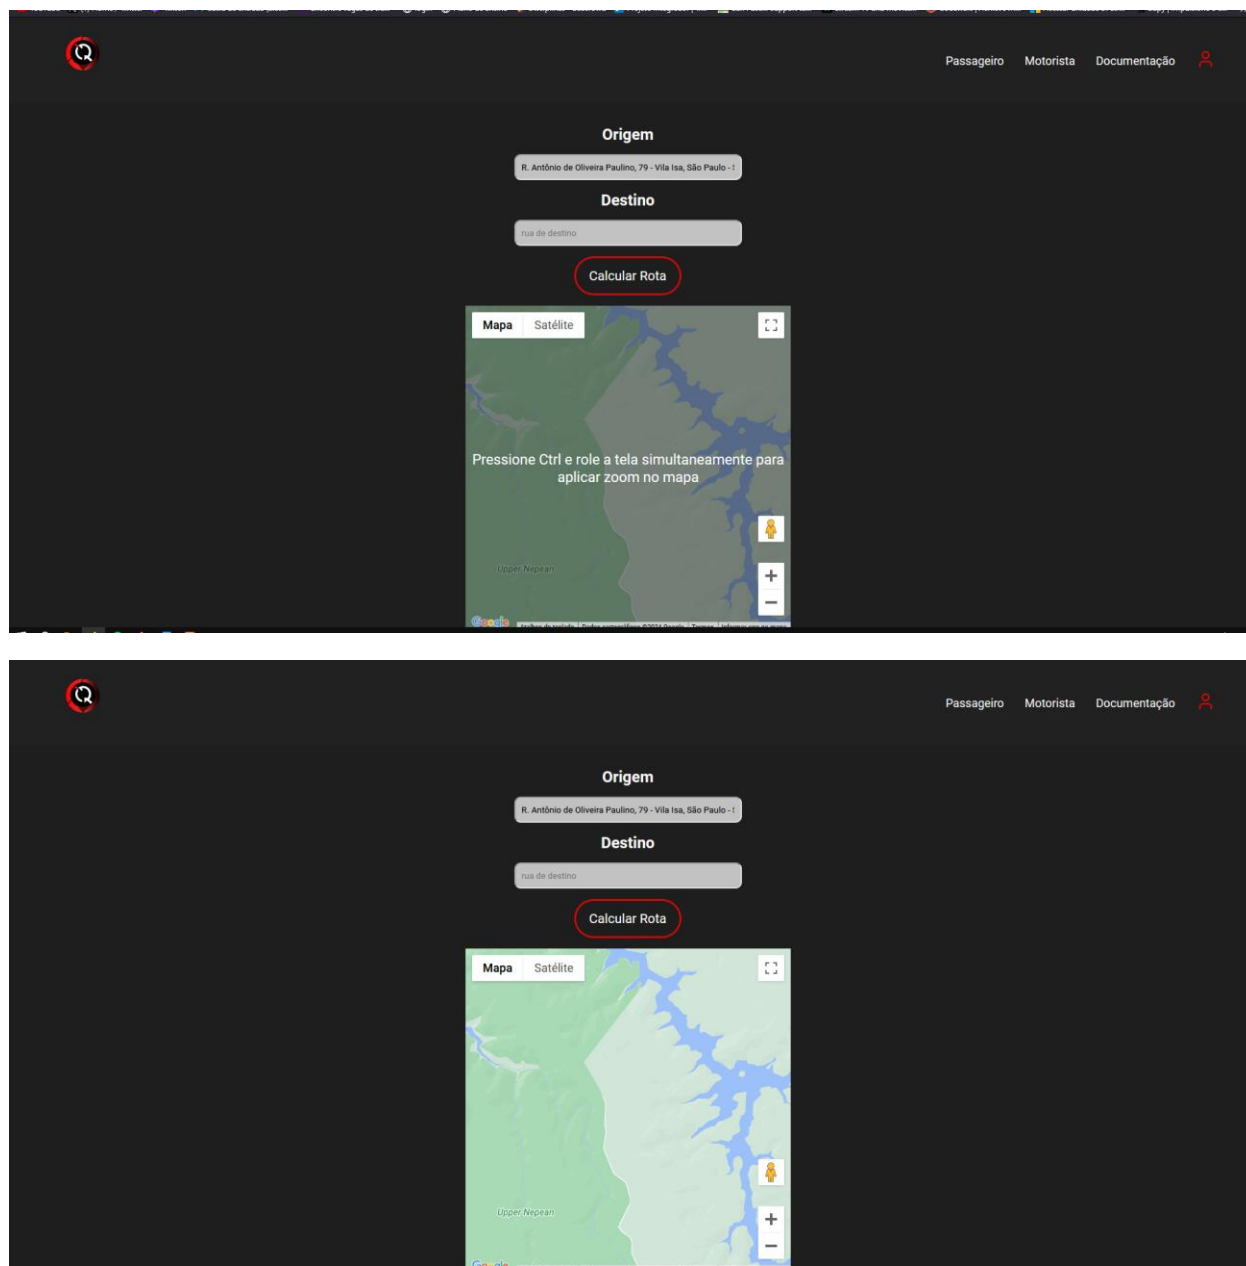 Passageiro Motorista Documentação
Origem
R. Antônio de Oliveira Paulino, 79 - Vila Isa, São Paulo -
Destino
rua de destino
Calcular Rota
Mapa Satélite
Pressione Ctrl e role a tela simultaneamente para
aplicar zoom no mapa
Upper Nepean
Google
Passageiro Motorista Documentação
Origem
R. Antônio de Oliveira Paulino, 79 - Vila Isa, São Paulo -
Destino
rua de destino
Calcular Rota
Mapa Satélite
Upper Nepean